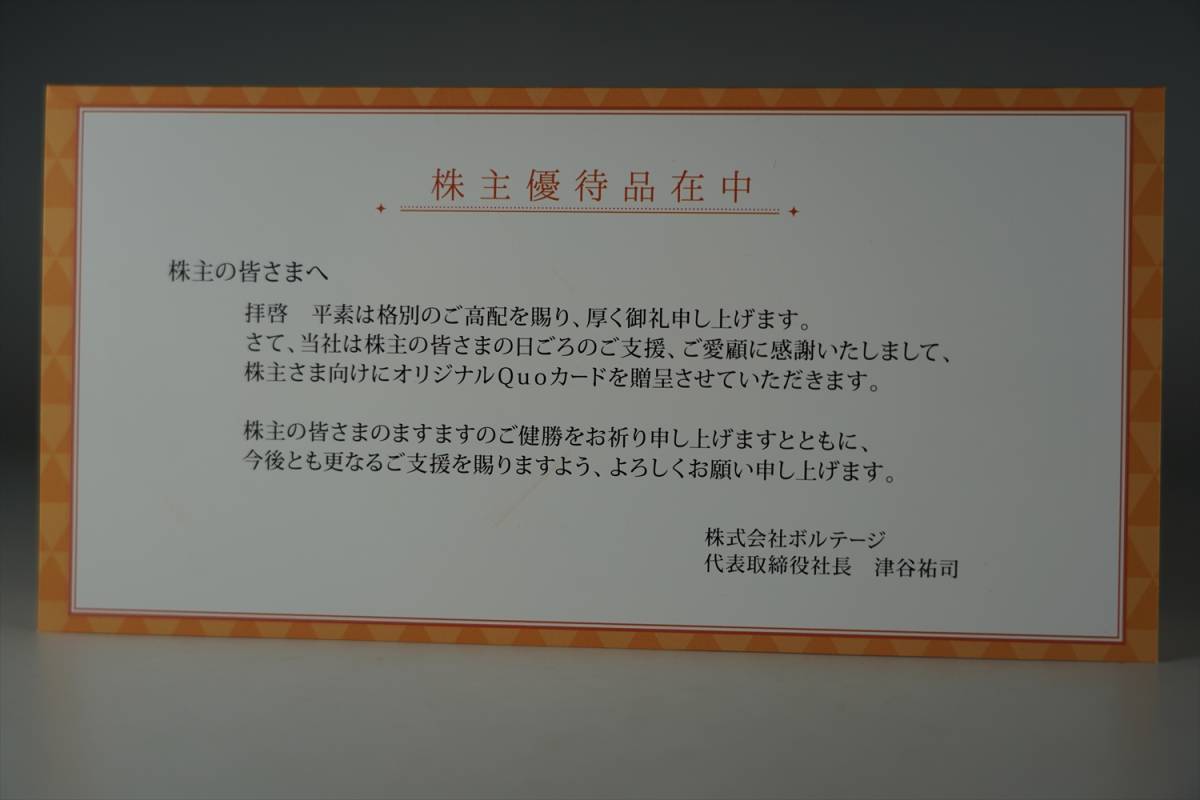 株主優待品在中
株主の皆さまへ
拝啓　平素は格別のご高配を賜り、厚く御礼申し上げます。
さて、当社は株主の皆さまの日ごろのご支援、ご愛顧に感謝いたしまして、
株主さま向けにオリジナルQuoカードを贈呈させていただきます。
株主の皆さまのますますのご健勝をお祈り申し上げますとともに、
今後とも更なるご支援を賜りますよう、よろしくお願い申し上げます。
株式会社ボルテージ
代表取締役社長　津谷祐司